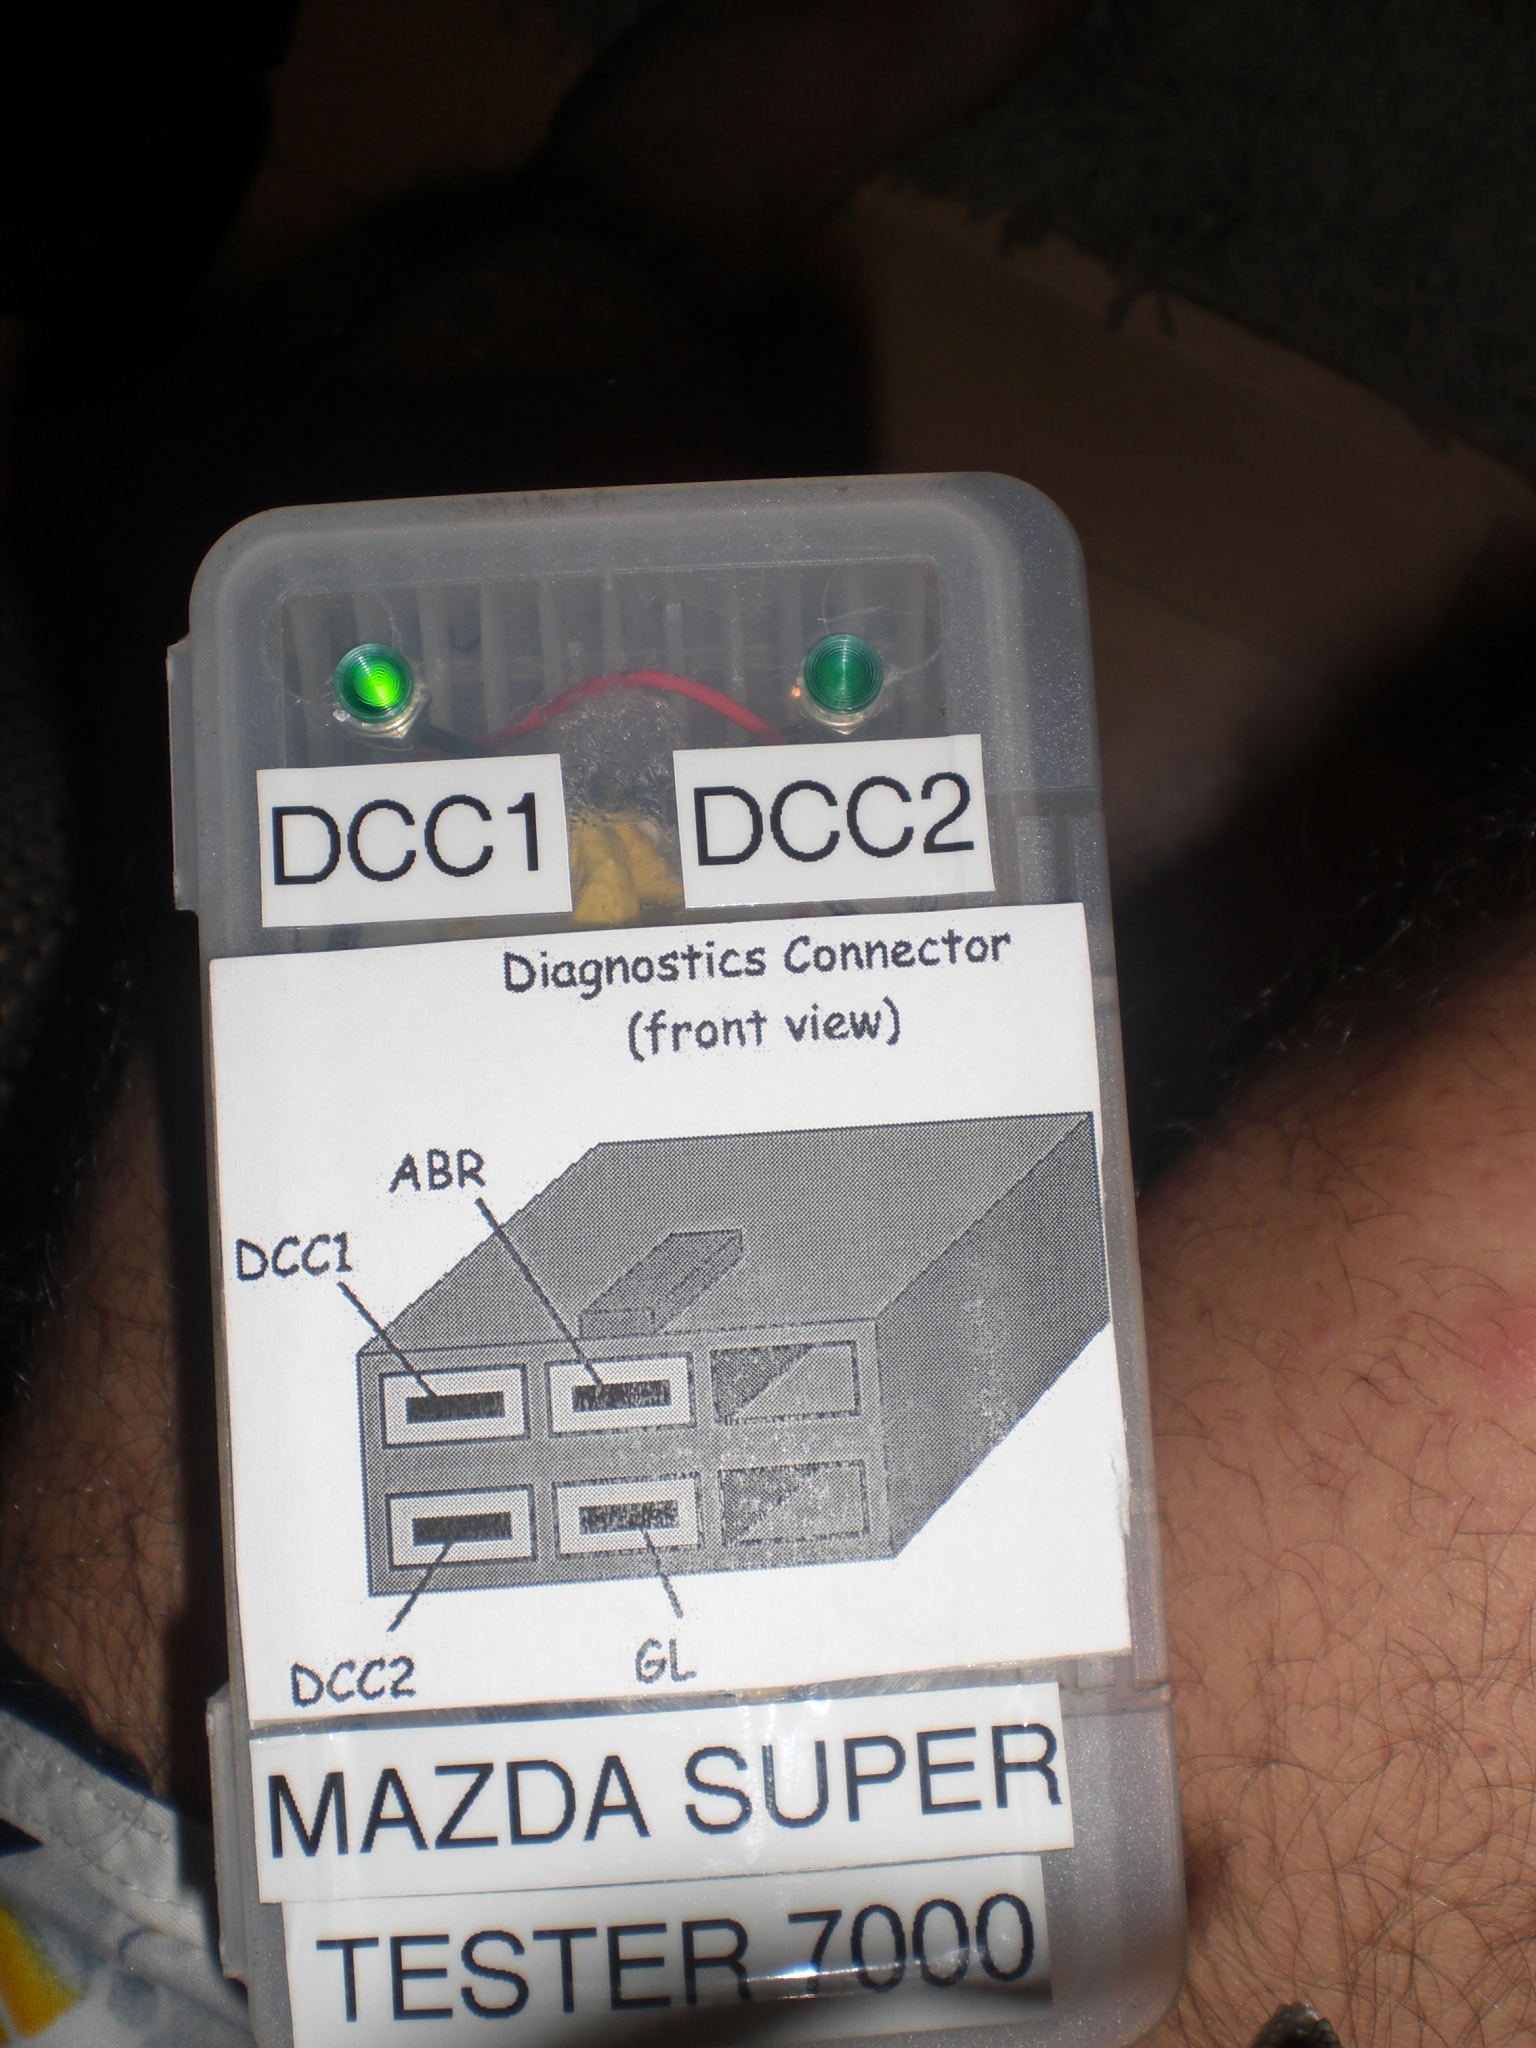 DCC1
DCC2
Diagnostics Connector
(front view)
ABR
DCC1
DCC2
GL
MAZDA SUPER
TESTER 7000